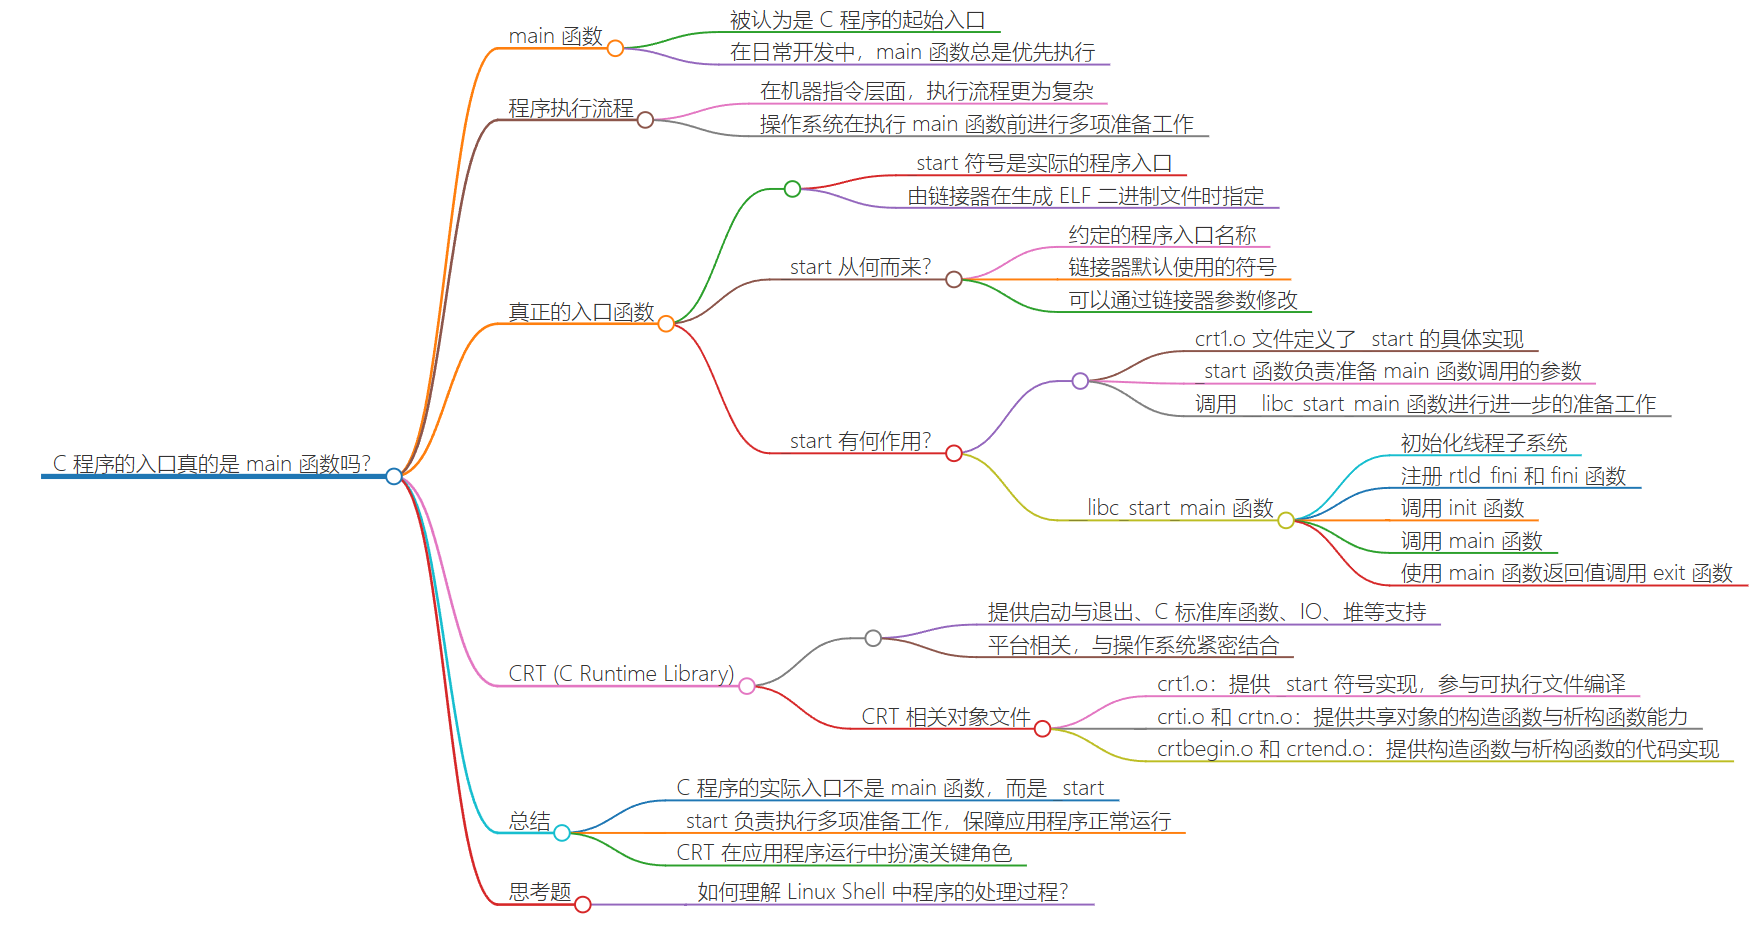 C 程序的入口真的是 main 函数吗？
main 函数
被认为是 C 程序的起始入口
在日常开发中，main 函数总是优先执行
程序执行流程
在机器指令层面，执行流程更为复杂
操作系统在执行 main 函数前进行多项准备工作
真正的入口函数
_start 符号是实际的程序入口
由链接器在生成 ELF 二进制文件时指定
_start 从何而来？
约定的程序入口名称
链接器默认使用的符号
可以通过链接器参数修改
_start 有何作用？
crt1.o 文件定义了 _start 的具体实现
_start 函数负责准备 main 函数调用的参数
调用 __libc_start_main 函数进行进一步的准备工作
__libc_start_main 函数
初始化线程子系统
注册 rtld_fini 和 fini 函数
调用 init 函数
调用 main 函数
使用 main 函数返回值调用 exit 函数
CRT (C Runtime Library)
提供启动与退出、C 标准库函数、IO、堆等支持
平台相关，与操作系统紧密结合
CRT 相关对象文件
crt1.o：提供 _start 符号实现，参与可执行文件编译
crti.o 和 crtn.o：提供共享对象的构造函数与析构函数能力
crtbegin.o 和 crtend.o：提供构造函数与析构函数的代码实现
总结
C 程序的实际入口不是 main 函数，而是 _start
_start 负责执行多项准备工作，保障应用程序正常运行
CRT 在应用程序运行中扮演关键角色
思考题
_ 如何理解 Linux Shell 中程序的处理过程？